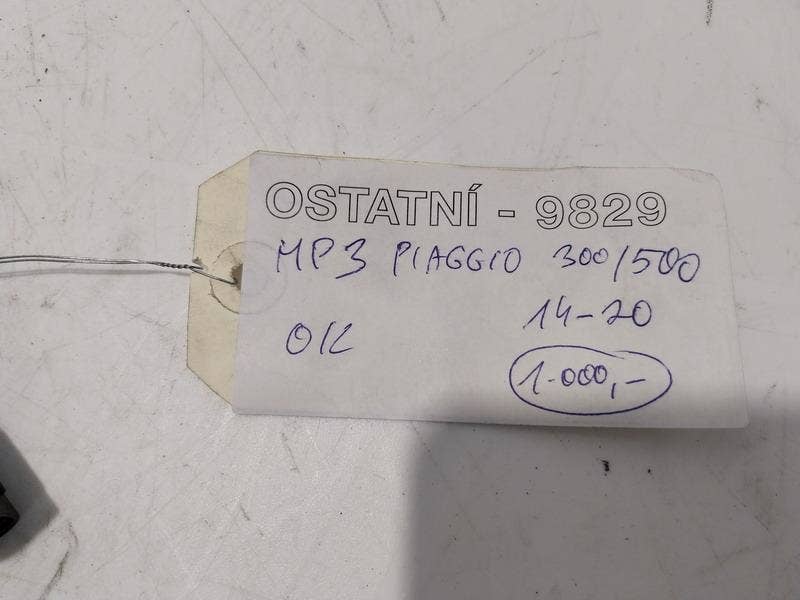 OSTATNÍ - 9829
MP3 PIAGGIO 300/500
14-20
OK
1.000,-